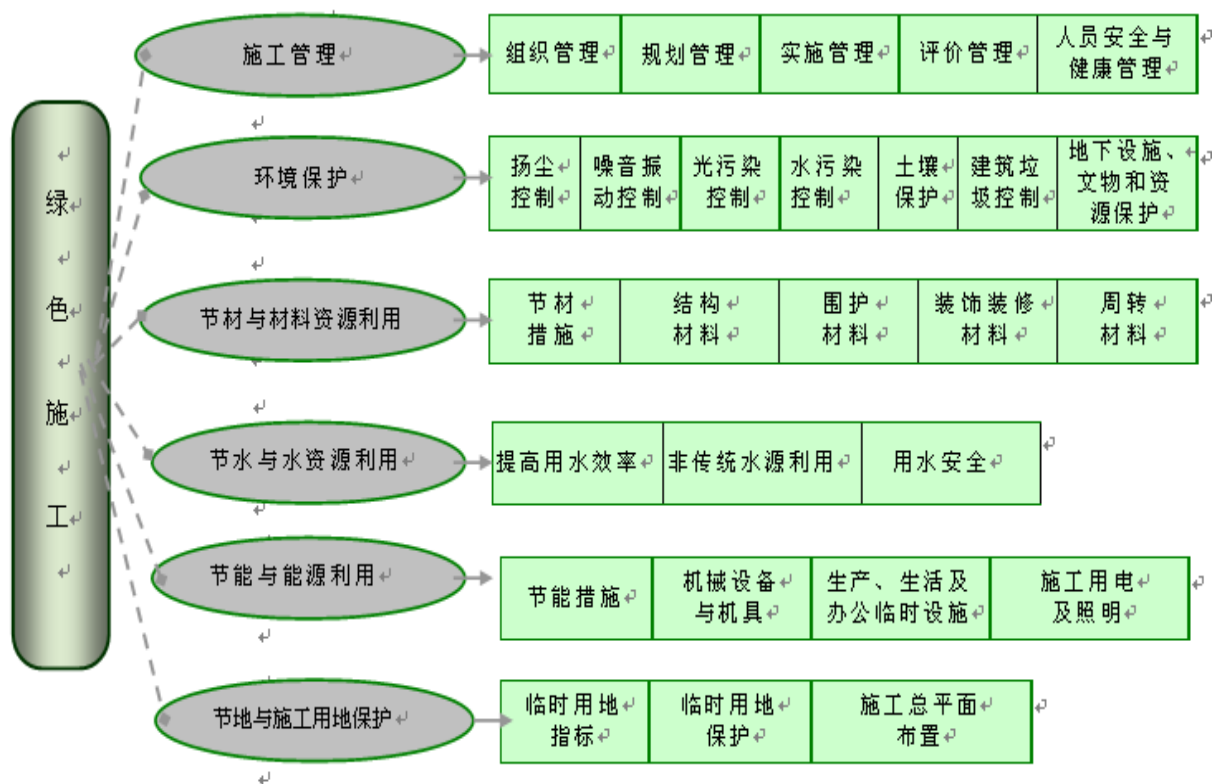 绿
色
施
工
施工管理
组织管理
规划管理
实施管理
评价管理
人员安全与
健康管理
环境保护
扬尘
控制
噪音振
动控制
光污染
控制
水污染
控制
土壤
保护
建筑垃
圾控制
地下设施、
文物和资
源保护
节材与材料资源利用
节材
措施
结构
材料
围护
材料
装饰装修
材料
周转
材料
节水与水资源利用
提高用水效率
非传统水源利用
用水安全
节能与能源利用
节能措施
机械设备
与机具
生产、生活及
办公临时设施
施工用电
及照明
节地与施工用地保护
临时用地
指标
临时用地
保护
施工总平面
布置